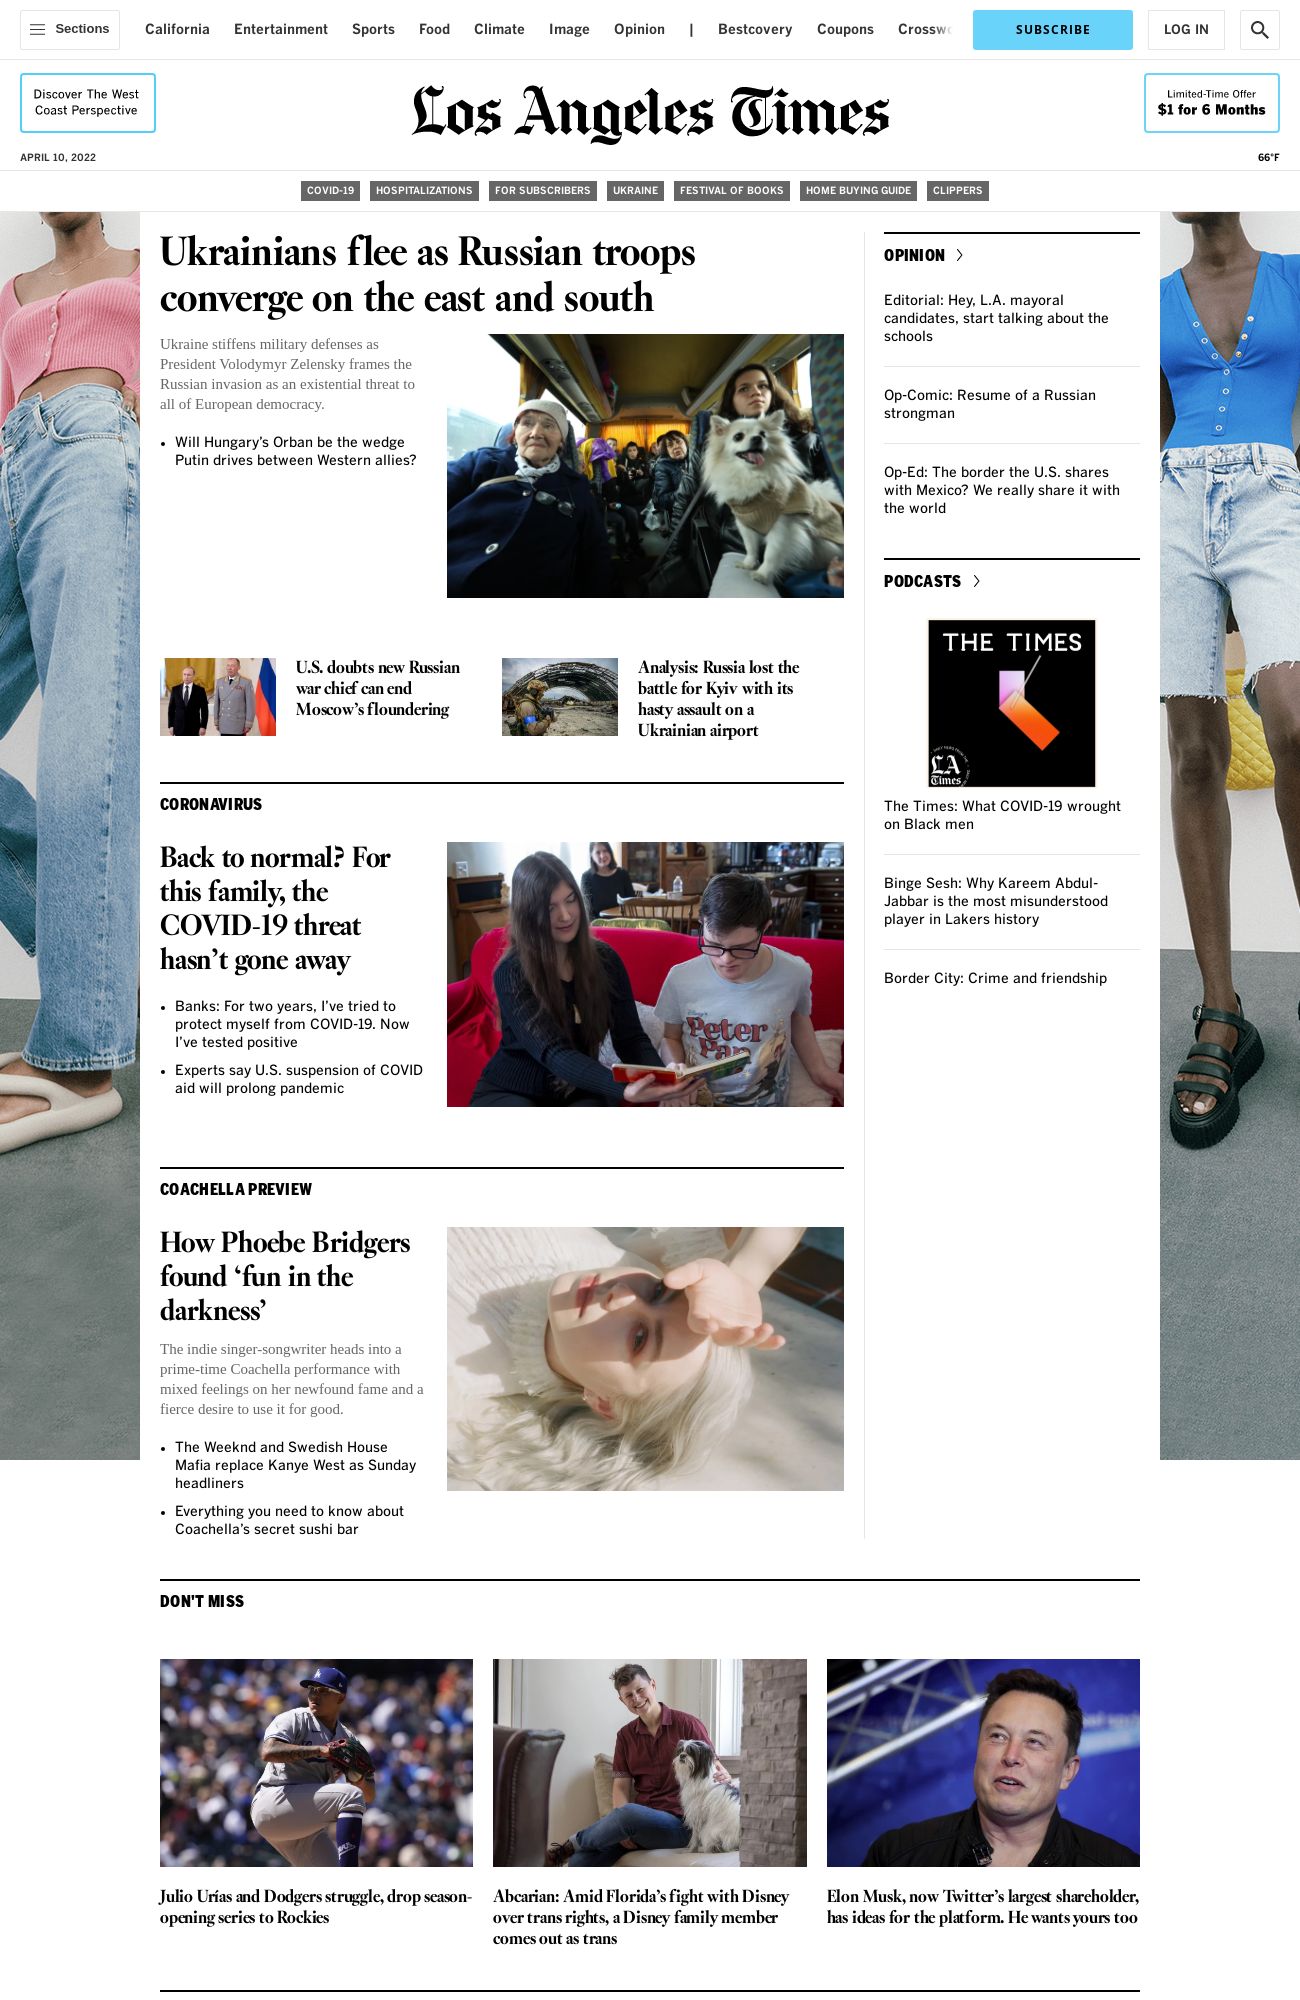 Sections
California
Entertainment
Sports
Food
Climate
Image
Opinion
|
Bestcovery
Coupons
SUBSCRIBE
LOG IN
Discover The West
Coast Perspective
Los Angeles Times
Limited-Time Offer
$1 for 6 Months
APRIL 10, 2022
66°F
COVID-19
HOSPITALIZATIONS
FOR SUBSCRIBERS
UKRAINE
FESTIVAL OF BOOKS
HOME BUYING GUIDE
CLIPPERS
Ukrainians flee as Russian troops
converge on the east and south
Ukraine stiffens military defenses as
President Volodymyr Zelensky frames the
Russian invasion as an existential threat to
all of European democracy.
• Will Hungary’s Orban be the wedge
Putin drives between Western allies?
U.S. doubts new Russian
war chief can end
Moscow’s floundering
Analysis: Russia lost the
battle for Kyiv with its
hasty assault on a
Ukrainian airport
CORONAVIRUS
Back to normal? For
this family, the
COVID-19 threat
hasn’t gone away
• Banks: For two years, I’ve tried to
protect myself from COVID-19. Now
I’ve tested positive
• Experts say U.S. suspension of COVID
aid will prolong pandemic
Disney's
Peter
Pan
COACHELLA PREVIEW
How Phoebe Bridgers
found ‘fun in the
darkness’
The indie singer-songwriter heads into a
prime-time Coachella performance with
mixed feelings on her newfound fame and a
fierce desire to use it for good.
• The Weeknd and Swedish House
Mafia replace Kanye West as Sunday
headliners
• Everything you need to know about
Coachella’s secret sushi bar
OPINION
Editorial: Hey, L.A. mayoral
candidates, start talking about the
schools
Op-Comic: Resume of a Russian
strongman
Op-Ed: The border the U.S. shares
with Mexico? We really share it with
the world
PODCASTS
THE TIMES
LA
Times
The Times: What COVID-19 wrought
on Black men
Binge Sesh: Why Kareem Abdul-
Jabbar is the most misunderstood
player in Lakers history
Border City: Crime and friendship
DON'T MISS
Julio Urías and Dodgers struggle, drop season-
opening series to Rockies
Abcarian: Amid Florida’s fight with Disney
over trans rights, a Disney family member
comes out as trans
Elon Musk, now Twitter’s largest shareholder,
has ideas for the platform. He wants yours too